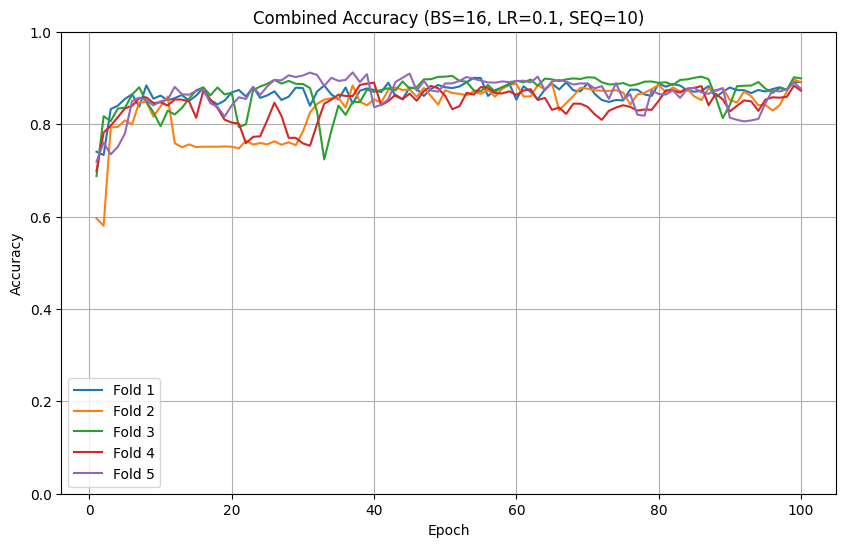 Combined Accuracy (BS=16, LR=0.1, SEQ=10)
1.0
0.8
0.6
0.4
0.2
0.0
Accuracy
Fold 1
Fold 2
Fold 3
Fold 4
Fold 5
0 20 40 60 80 100
Epoch